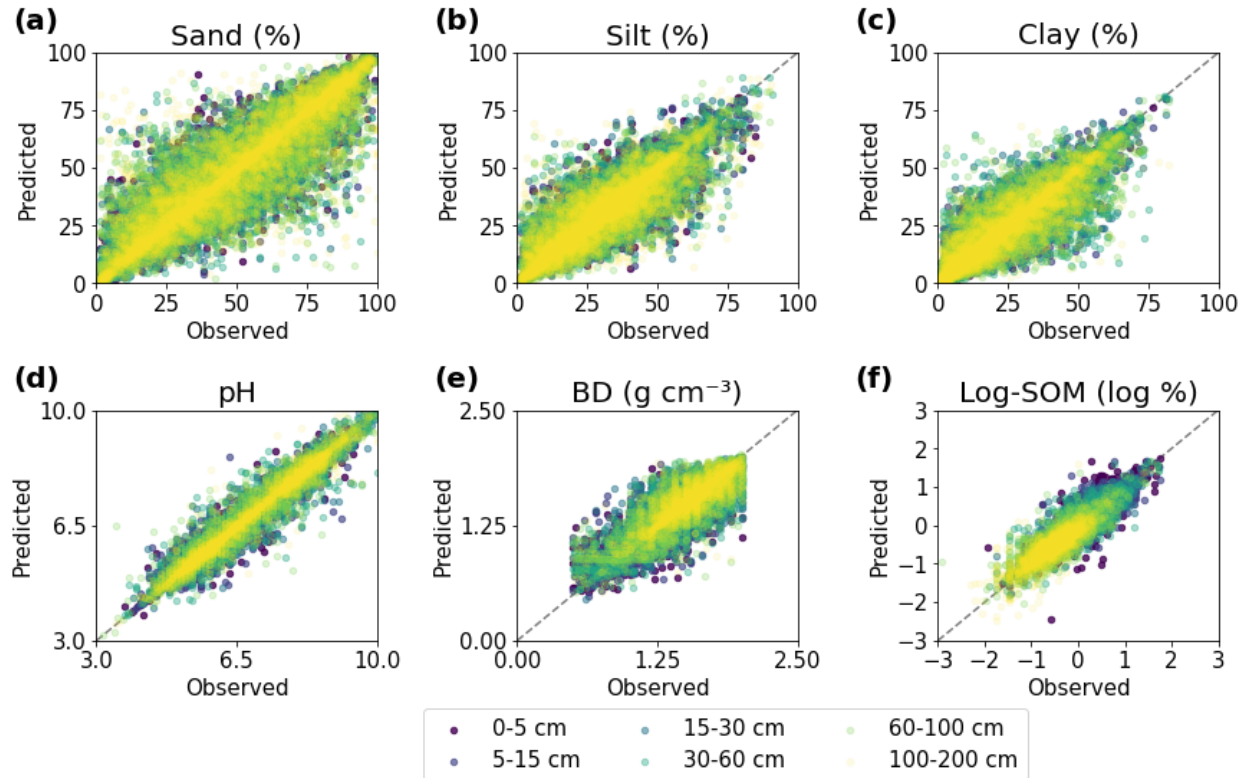 (a) Sand (%)
(b) Silt (%)
(c) Clay (%)
100
75
50
25
0
Predicted
0 25 50 75 100
Observed
100
75
50
25
0
Predicted
0 25 50 75 100
Observed
100
75
50
25
0
Predicted
0 25 50 75 100
Observed
(d) pH
(e) BD (g cm⁻³)
(f) Log-SOM (log %)
10.0
6.5
3.0
Predicted
3.0 6.5 10.0
Observed
2.50
1.25
0.00
Predicted
0.00 1.25 2.50
Observed
3
2
1
0
−1
−2
−3
Predicted
−3 −2 −1 0 1 2 3
Observed
0-5 cm 15-30 cm 60-100 cm
5-15 cm 30-60 cm 100-200 cm